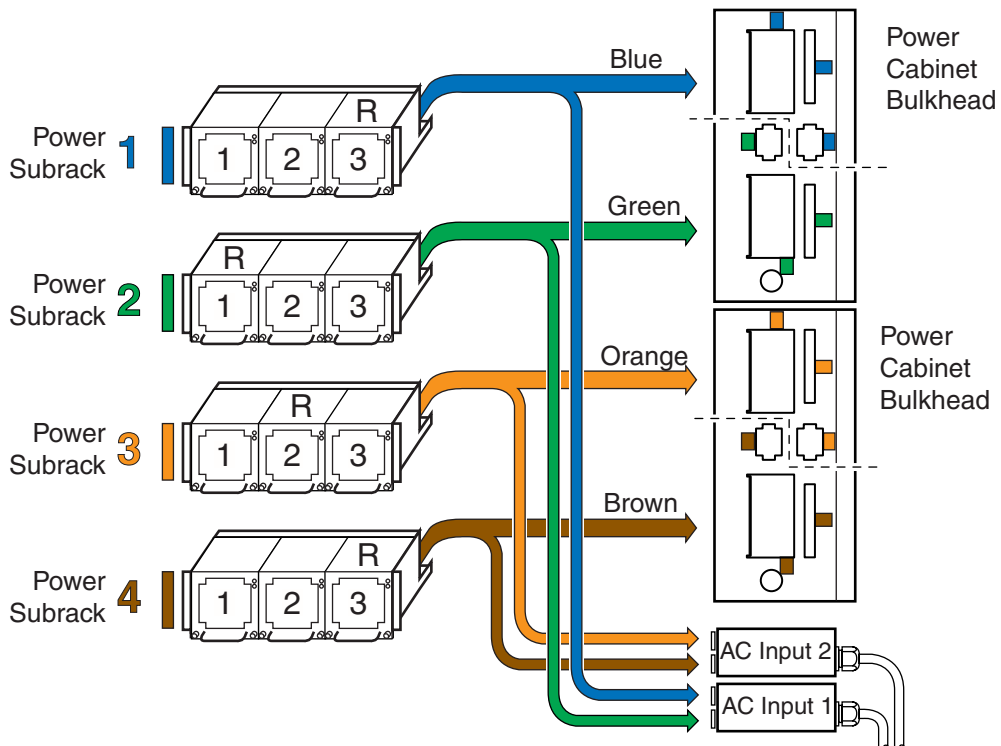 Blue
Power
Cabinet
Bulkhead
R
Power
Subrack
1
1 2 3
Green
R
Power
Subrack
2
1 2 3
Orange
Power
Cabinet
Bulkhead
R
Power
Subrack
3
1 2 3
Brown
R
Power
Subrack
4
1 2 3
AC Input 2
AC Input 1